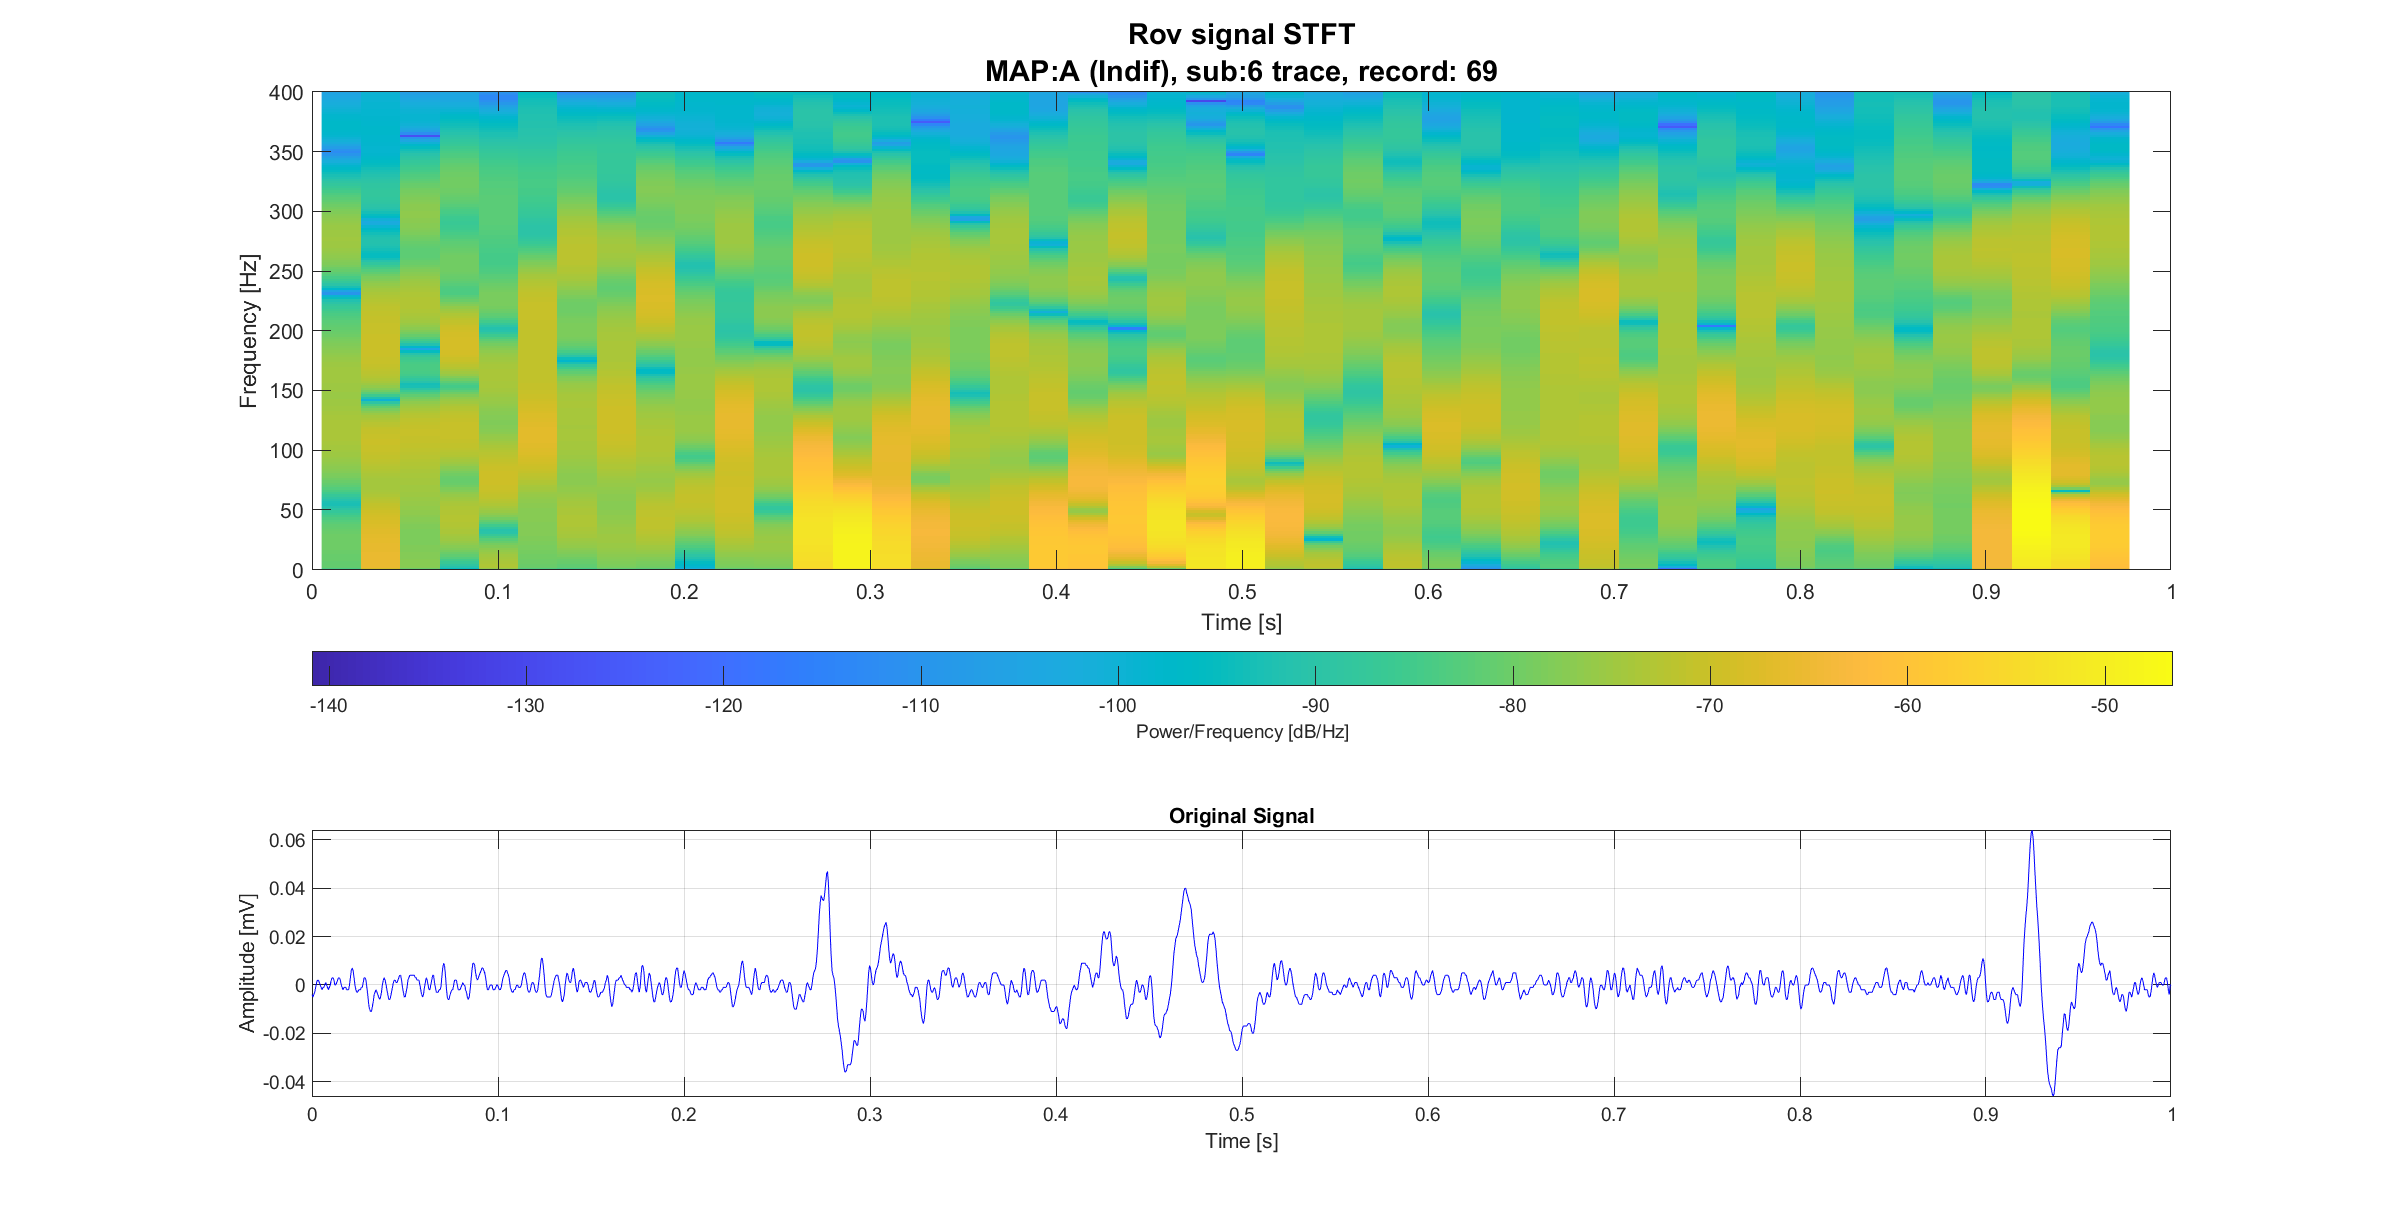 Rov signal STFT
MAP:A (Indif), sub:6 trace, record: 69
400
350
300
250
200
150
100
50
0
Frequency [Hz]
0 0.1 0.2 0.3 0.4 0.5 0.6 0.7 0.8 0.9 1
Time [s]
-140 -130 -120 -110 -100 -90 -80 -70 -60 -50
Power/Frequency [dB/Hz]
Original Signal
0.06
0.04
0.02
0
-0.02
-0.04
Amplitude [mV]
0 0.1 0.2 0.3 0.4 0.5 0.6 0.7 0.8 0.9 1
Time [s]